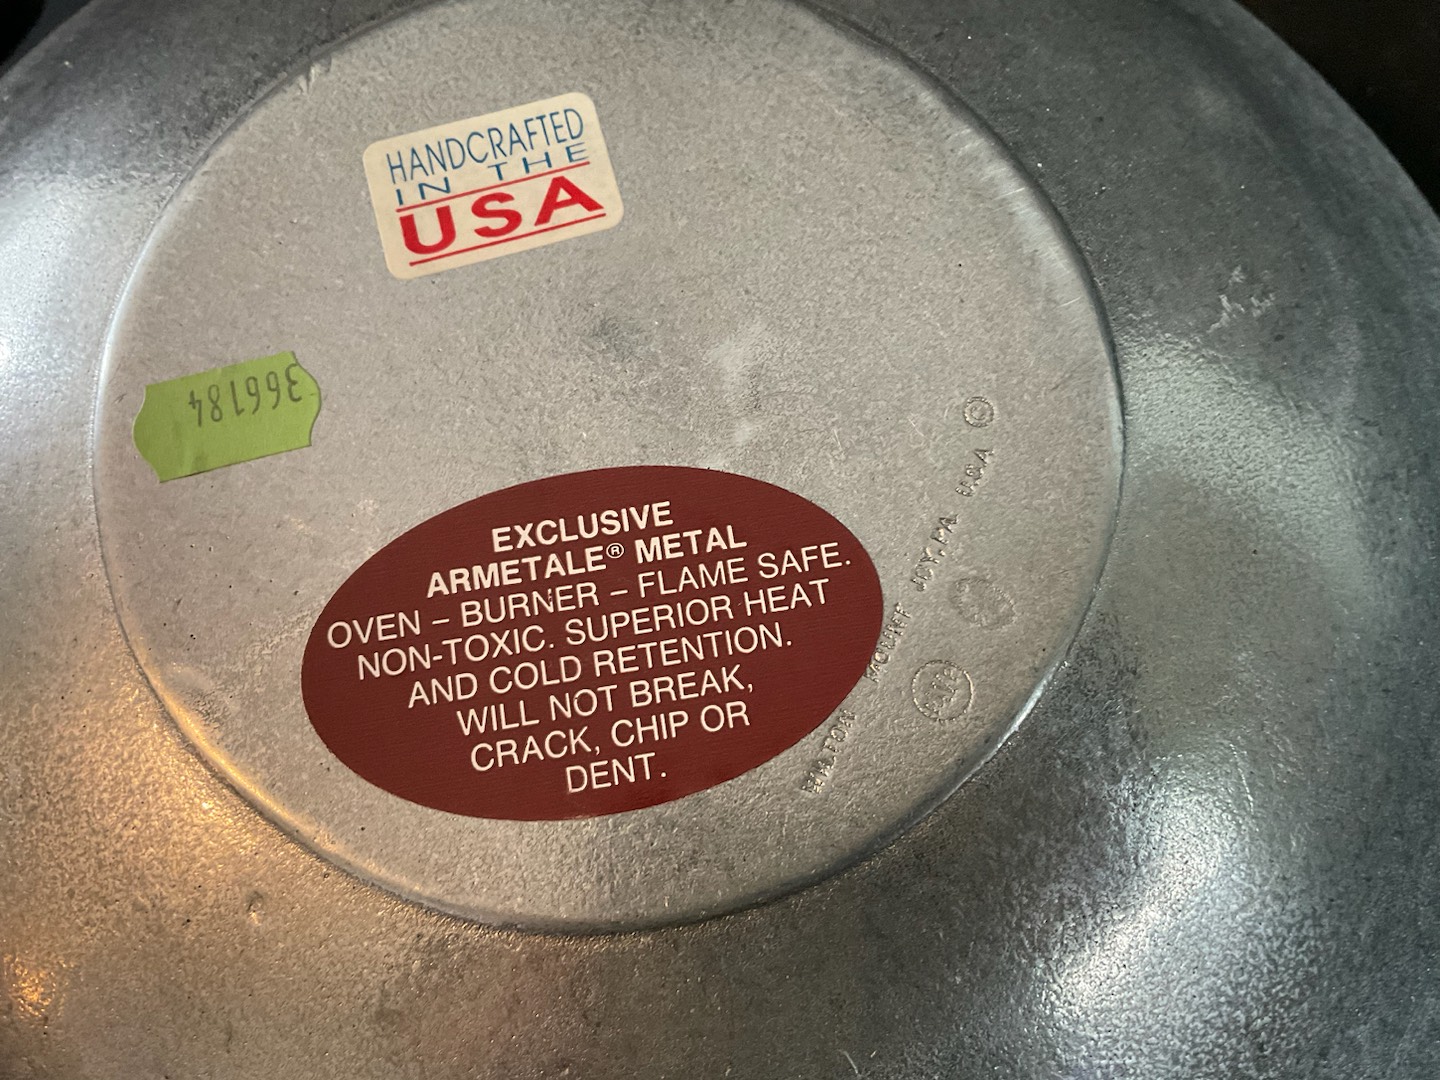 HANDCRAFTED
IN THE
USA
366184
EXCLUSIVE
ARMETALE® METAL
OVEN – BURNER – FLAME SAFE.
NON-TOXIC. SUPERIOR HEAT
AND COLD RETENTION.
WILL NOT BREAK,
CRACK, CHIP OR
DENT.
WILTON MOUNT JOY, PA. U.S.A ©